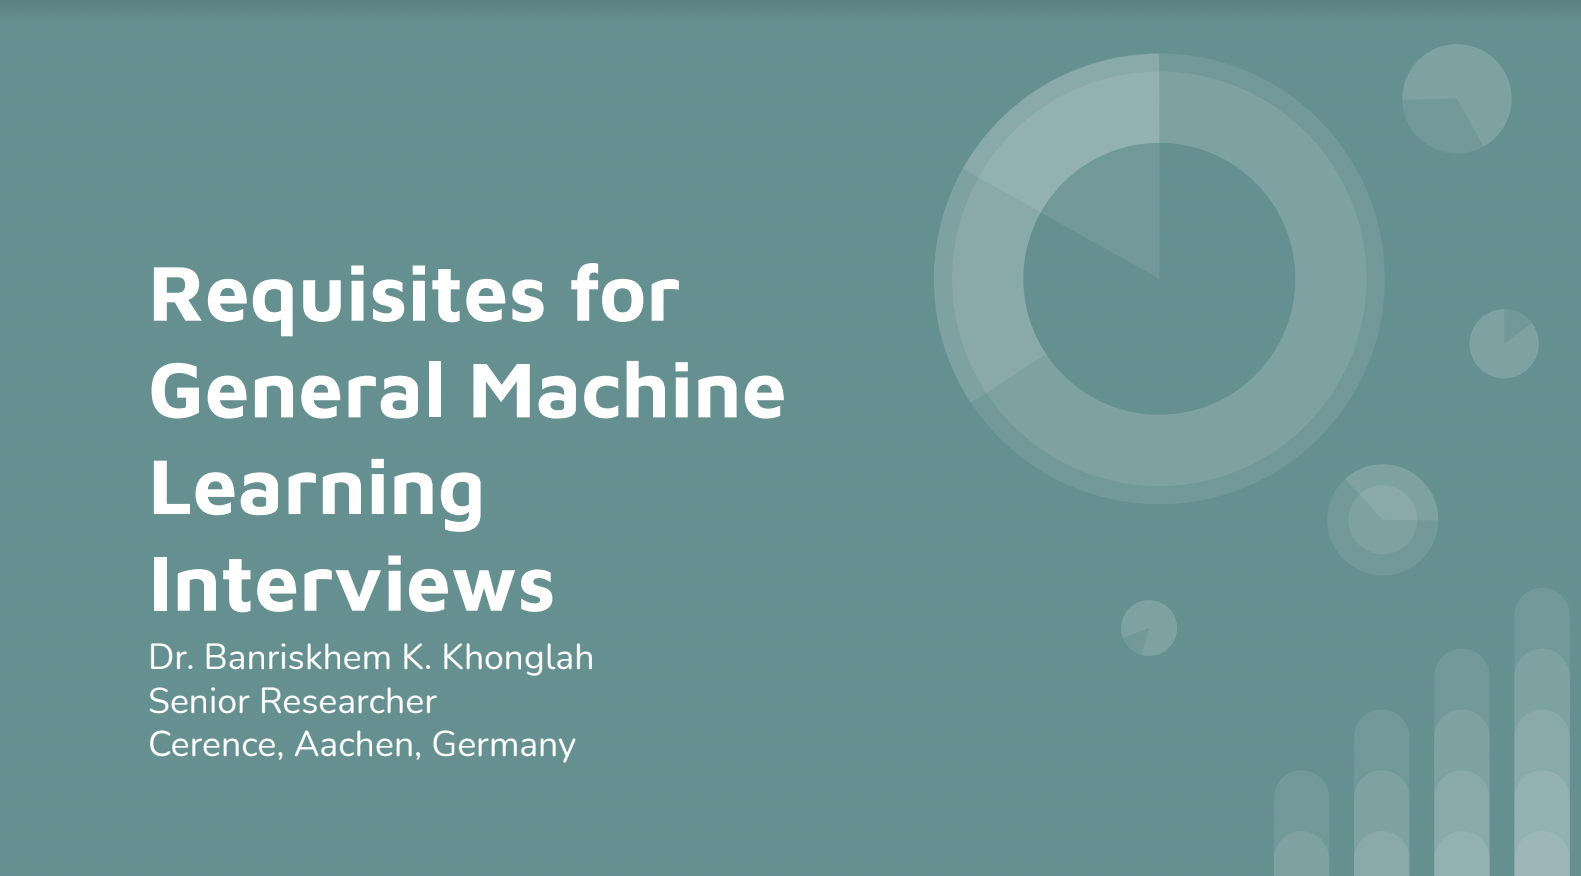 Requisites for
General Machine
Learning
Interviews
Dr. Banriskhem K. Khonglah
Senior Researcher
Cerence, Aachen, Germany